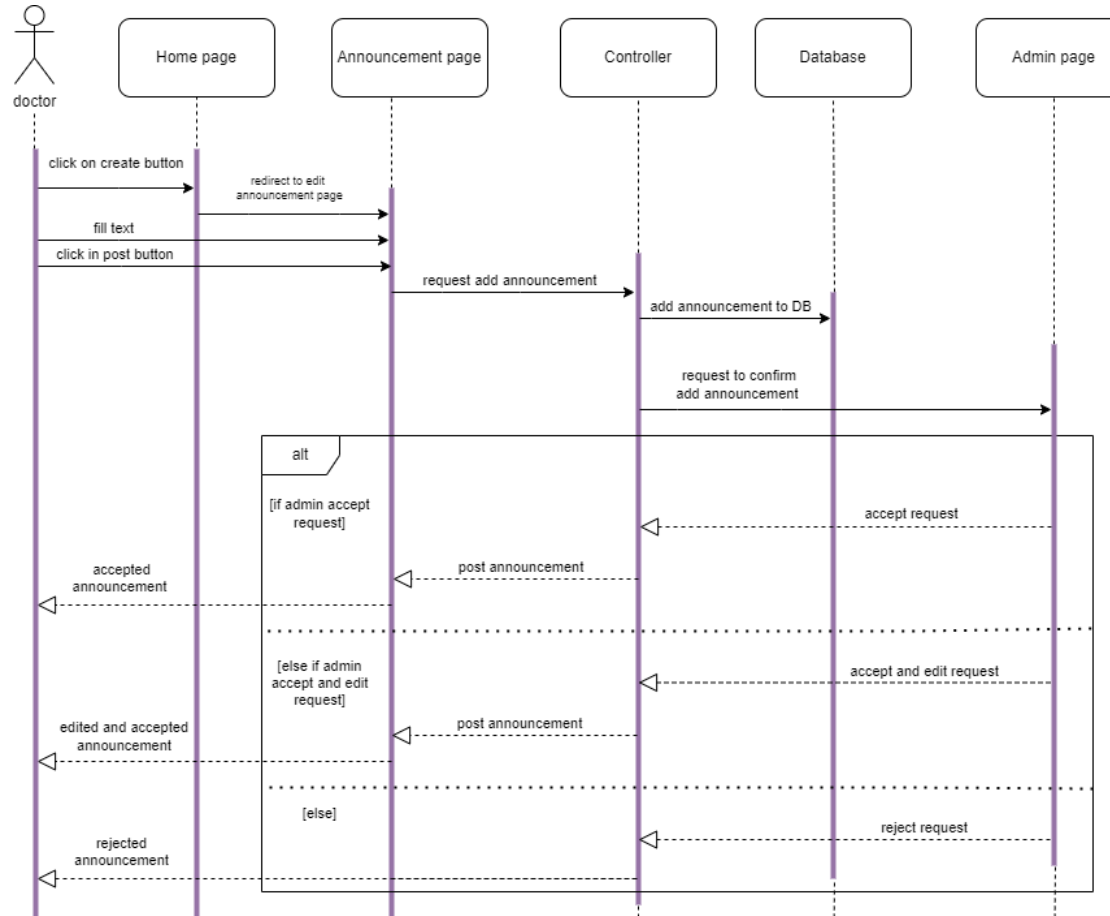 doctor
Home page
Announcement page
Controller
Database
Admin page
click on create button
redirect to edit
announcement page
fill text
click in post button
request add announcement
add announcement to DB
request to confirm
add announcement
alt
[if admin accept
request]
accept request
post announcement
accepted
announcement
[else if admin
accept and edit
request]
accept and edit request
post announcement
edited and accepted
announcement
[else]
reject request
rejected
announcement